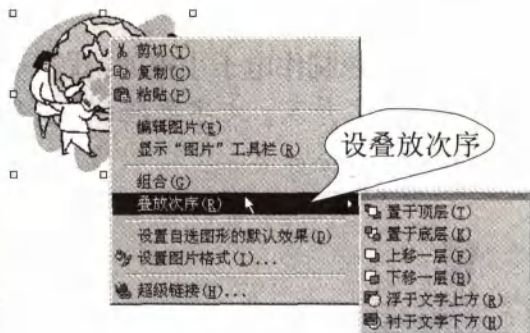 剪切(T)
复制(C)
粘贴(P)
编辑图片(E)
显示“图片”工具栏(R)
组合(G)
叠放次序(R)
设置自选图形的默认效果(D)
设置图片格式(I)...
超级链接(H)...
设叠放次序
置于顶层(T)
置于底层(K)
上移一层(F)
下移一层(B)
浮于文字上方(R)
衬于文字下方(H)